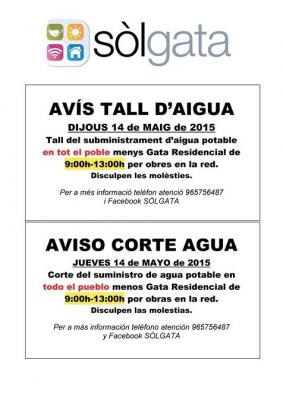 sòlgata
AVÍS TALL D'AIGUA
DIJOUS 14 de MAIG de 2015
Tall del subministrament d'aigua potable
en tot el poble menys Gata Residencial de
9:00h-13:00h per obres en la red.
Disculpen les molèsties.
Per a més informació telèfon atenció 965756487
i Facebook SÒLGATA
AVISO CORTE AGUA
JUEVES 14 de MAYO de 2015
Corte del suministro de agua potable en
todo el pueblo menos Gata Residencial de
9:00h-13:00h por obras en la red.
Disculpen las molestias.
Per a más información teléfono atención 965756487
y Facebook SÒLGATA